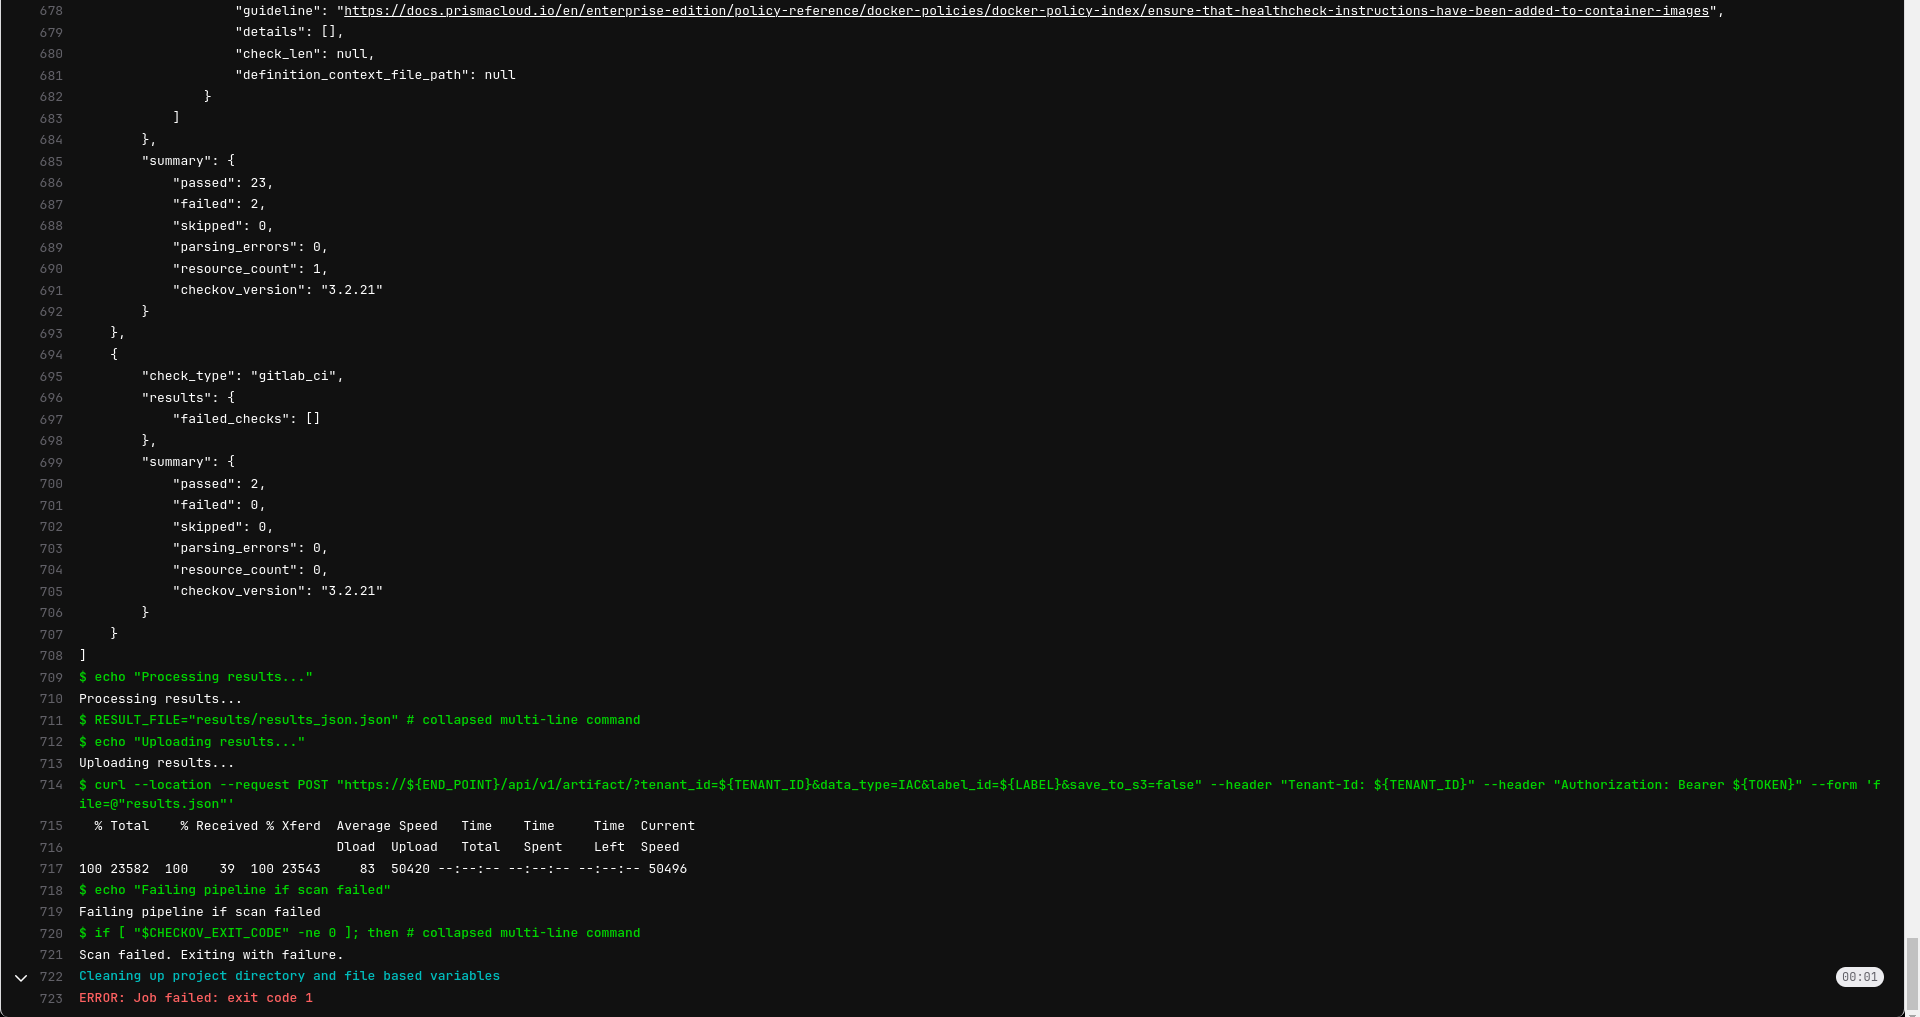 678 "guideline": "https://docs.prismacloud.io/en/enterprise-edition/policy-reference/docker-policies/docker-policy-index/ensure-that-healthcheck-instructions-have-been-added-to-container-images",
679 "details": [],
680 "check_len": null,
681 "definition_context_file_path": null
682 }
683 ]
684 },
685 "summary": {
686 "passed": 23,
687 "failed": 2,
688 "skipped": 0,
689 "parsing_errors": 0,
690 "resource_count": 1,
691 "checkov_version": "3.2.21"
692 }
693 },
694 {
695 "check_type": "gitlab_ci",
696 "results": {
697 "failed_checks": []
698 },
699 "summary": {
700 "passed": 2,
701 "failed": 0,
702 "skipped": 0,
703 "parsing_errors": 0,
704 "resource_count": 0,
705 "checkov_version": "3.2.21"
706 }
707 }
708 ]
709 $ echo "Processing results..."
710 Processing results...
711 $ RESULT_FILE="results/results_json.json" # collapsed multi-line command
712 $ echo "Uploading results..."
713 Uploading results...
714 $ curl --location --request POST "https://${END_POINT}/api/v1/artifact/?tenant_id=${TENANT_ID}&data_type=IAC&label_id=${LABEL}&save_to_s3=false" --header "Tenant-Id: ${TENANT_ID}" --header "Authorization: Bearer ${TOKEN}" --form 'f
ile=@"results.json"'
715 % Total % Received % Xferd Average Speed Time Time Time Current
716 Dload Upload Total Spent Left Speed
717 100 23582 100 39 100 23543 83 50420 --:--:-- --:--:-- --:--:-- 50496
718 $ echo "Failing pipeline if scan failed"
719 Failing pipeline if scan failed
720 $ if [ "$CHECKOV_EXIT_CODE" -ne 0 ]; then # collapsed multi-line command
721 Scan failed. Exiting with failure.
722 Cleaning up project directory and file based variables 00:01
723 ERROR: Job failed: exit code 1